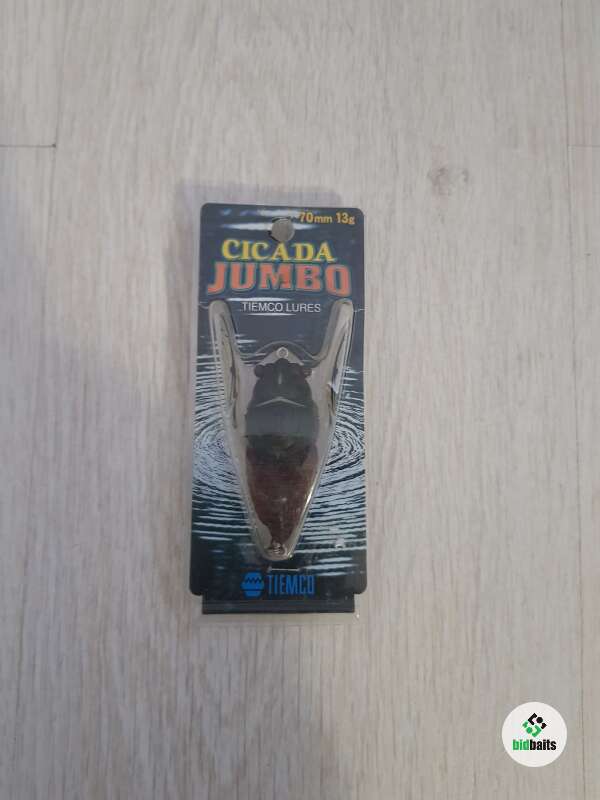 70mm 13g
CICADA
JUMBO
TIEMCO LURES
TIEMCO
bidbaits